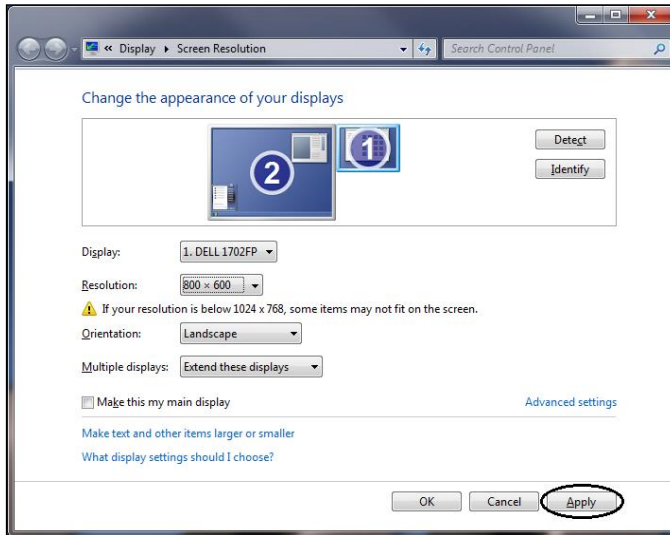 « Display ▸ Screen Resolution Search Control Panel
Change the appearance of your displays
2 1
Detect
Identify
Display: 1. DELL 1702FP
Resolution: 800 × 600
If your resolution is below 1024 x 768, some items may not fit on the screen.
Orientation: Landscape
Multiple displays: Extend these displays
Make this my main display Advanced settings
Make text and other items larger or smaller
What display settings should I choose?
OK Cancel Apply